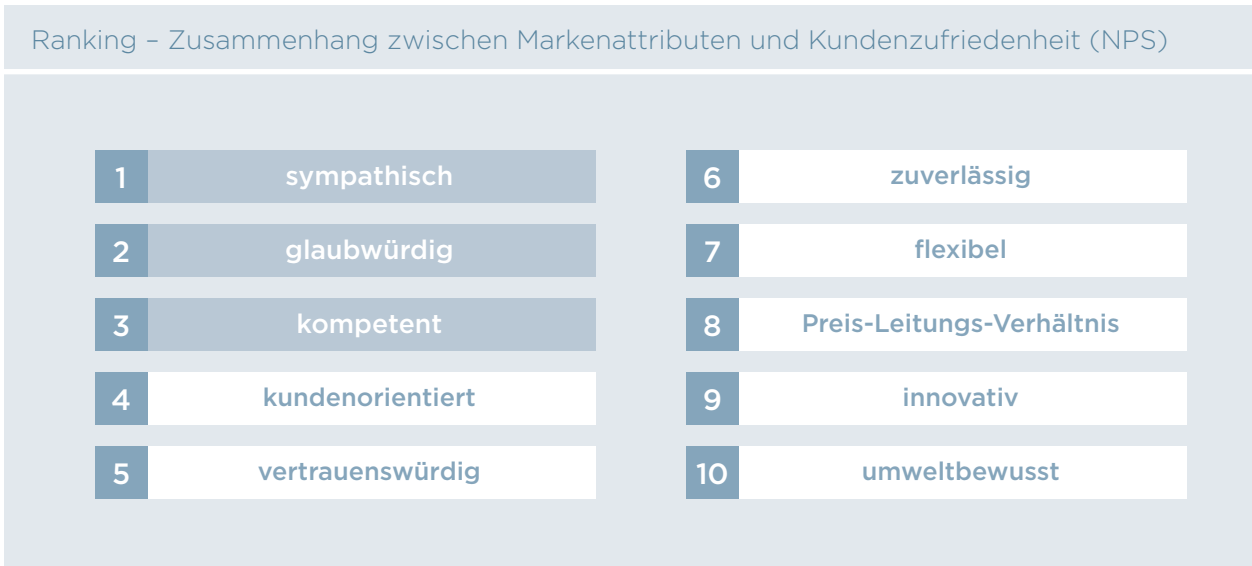 Ranking – Zusammenhang zwischen Markenattributen und Kundenzufriedenheit (NPS)
1 sympathisch
2 glaubwürdig
3 kompetent
4 kundenorientiert
5 vertrauenswürdig
6 zuverlässig
7 flexibel
8 Preis-Leitungs-Verhältnis
9 innovativ
10 umweltbewusst